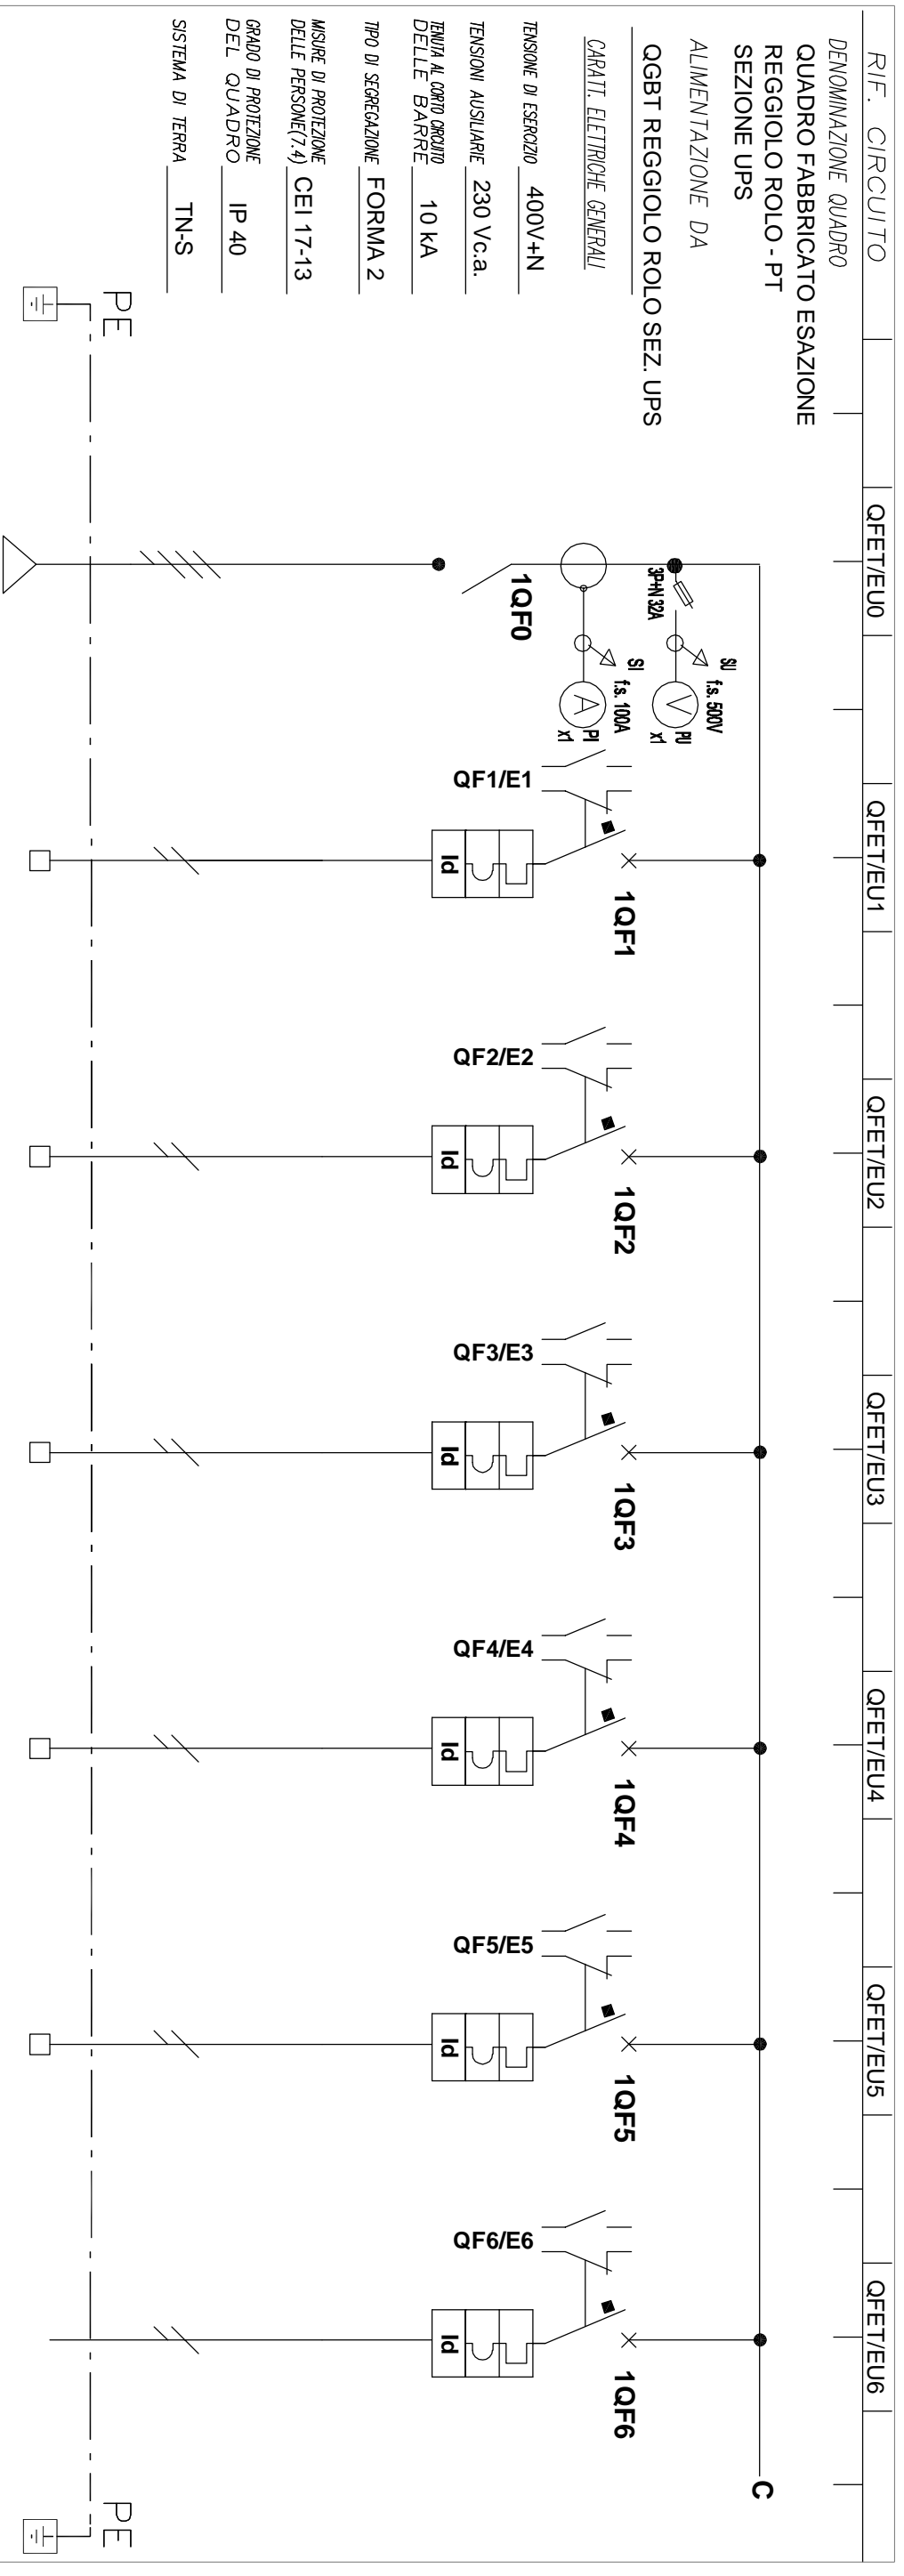 RIF. CIRCUITO
QFET/EU0
QFET/EU1
QFET/EU2
QFET/EU3
QFET/EU4
QFET/EU5
QFET/EU6
DENOMINAZIONE QUADRO
QUADRO FABBRICATO ESAZIONE
REGGIOLO ROLO - PT
SEZIONE UPS
ALIMENTAZIONE DA
QGBT REGGIOLO ROLO SEZ. UPS
CARATT. ELETTRICHE GENERALI
TENSIONE DI ESERCIZIO
400V+N
TENSIONI AUSILIARIE
230 Vc.a.
TENUTA AL CORTO CIRCUITO
DELLE BARRE
10 kA
TIPO DI SEGREGAZIONE
FORMA 2
MISURE DI PROTEZIONE
DELLE PERSONE(7.4)
CEI 17-13
GRADO DI PROTEZIONE
DEL QUADRO
IP 40
SISTEMA DI TERRA
TN-S
PE
3P+N 32A
SU
f.s. 500V
V
PU
x1
SI
f.s. 100A
A
PI
x1
1QF0
QF1/E1
1QF1
Id
QF2/E2
1QF2
Id
QF3/E3
1QF3
Id
QF4/E4
1QF4
Id
QF5/E5
1QF5
Id
QF6/E6
1QF6
Id
C
PE